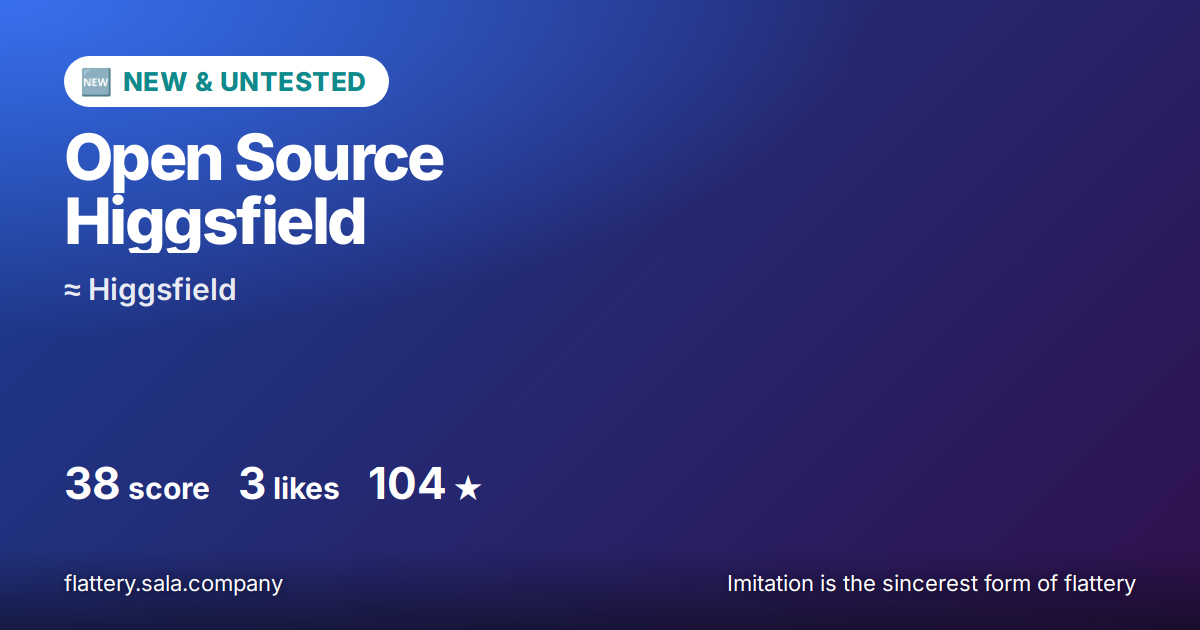 🆕 NEW & UNTESTED
Open Source
Higgsfield
≈ Higgsfield
38 score 3 likes 104 ★
flattery.sala.company
Imitation is the sincerest form of flattery